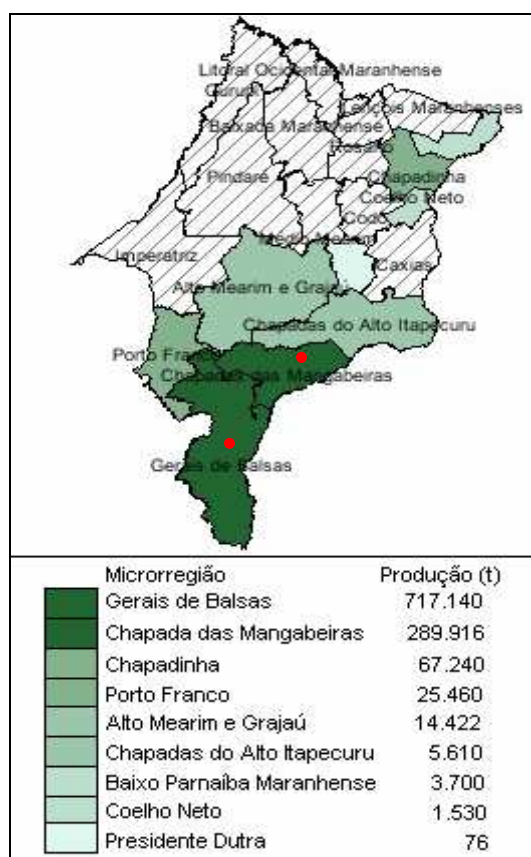 Litoral Ocidental Maranhense
Gurupi
Lençois Maranhenses
Baixada Maranhense
Rosário
Pindaré
Chapadinha
Coelho Neto
Codó
Médio Mearim
Imperatriz
Caxias
Alto Mearim e Grajaú
Chapadas do Alto Itapecuru
Porto Franco
Chapadas das Mangabeiras
Gerais de Balsas
Microrregião Produção (t)
Gerais de Balsas 717.140
Chapada das Mangabeiras 289.916
Chapadinha 67.240
Porto Franco 25.460
Alto Mearim e Grajaú 14.422
Chapadas do Alto Itapecuru 5.610
Baixo Parnaíba Maranhense 3.700
Coelho Neto 1.530
Presidente Dutra 76